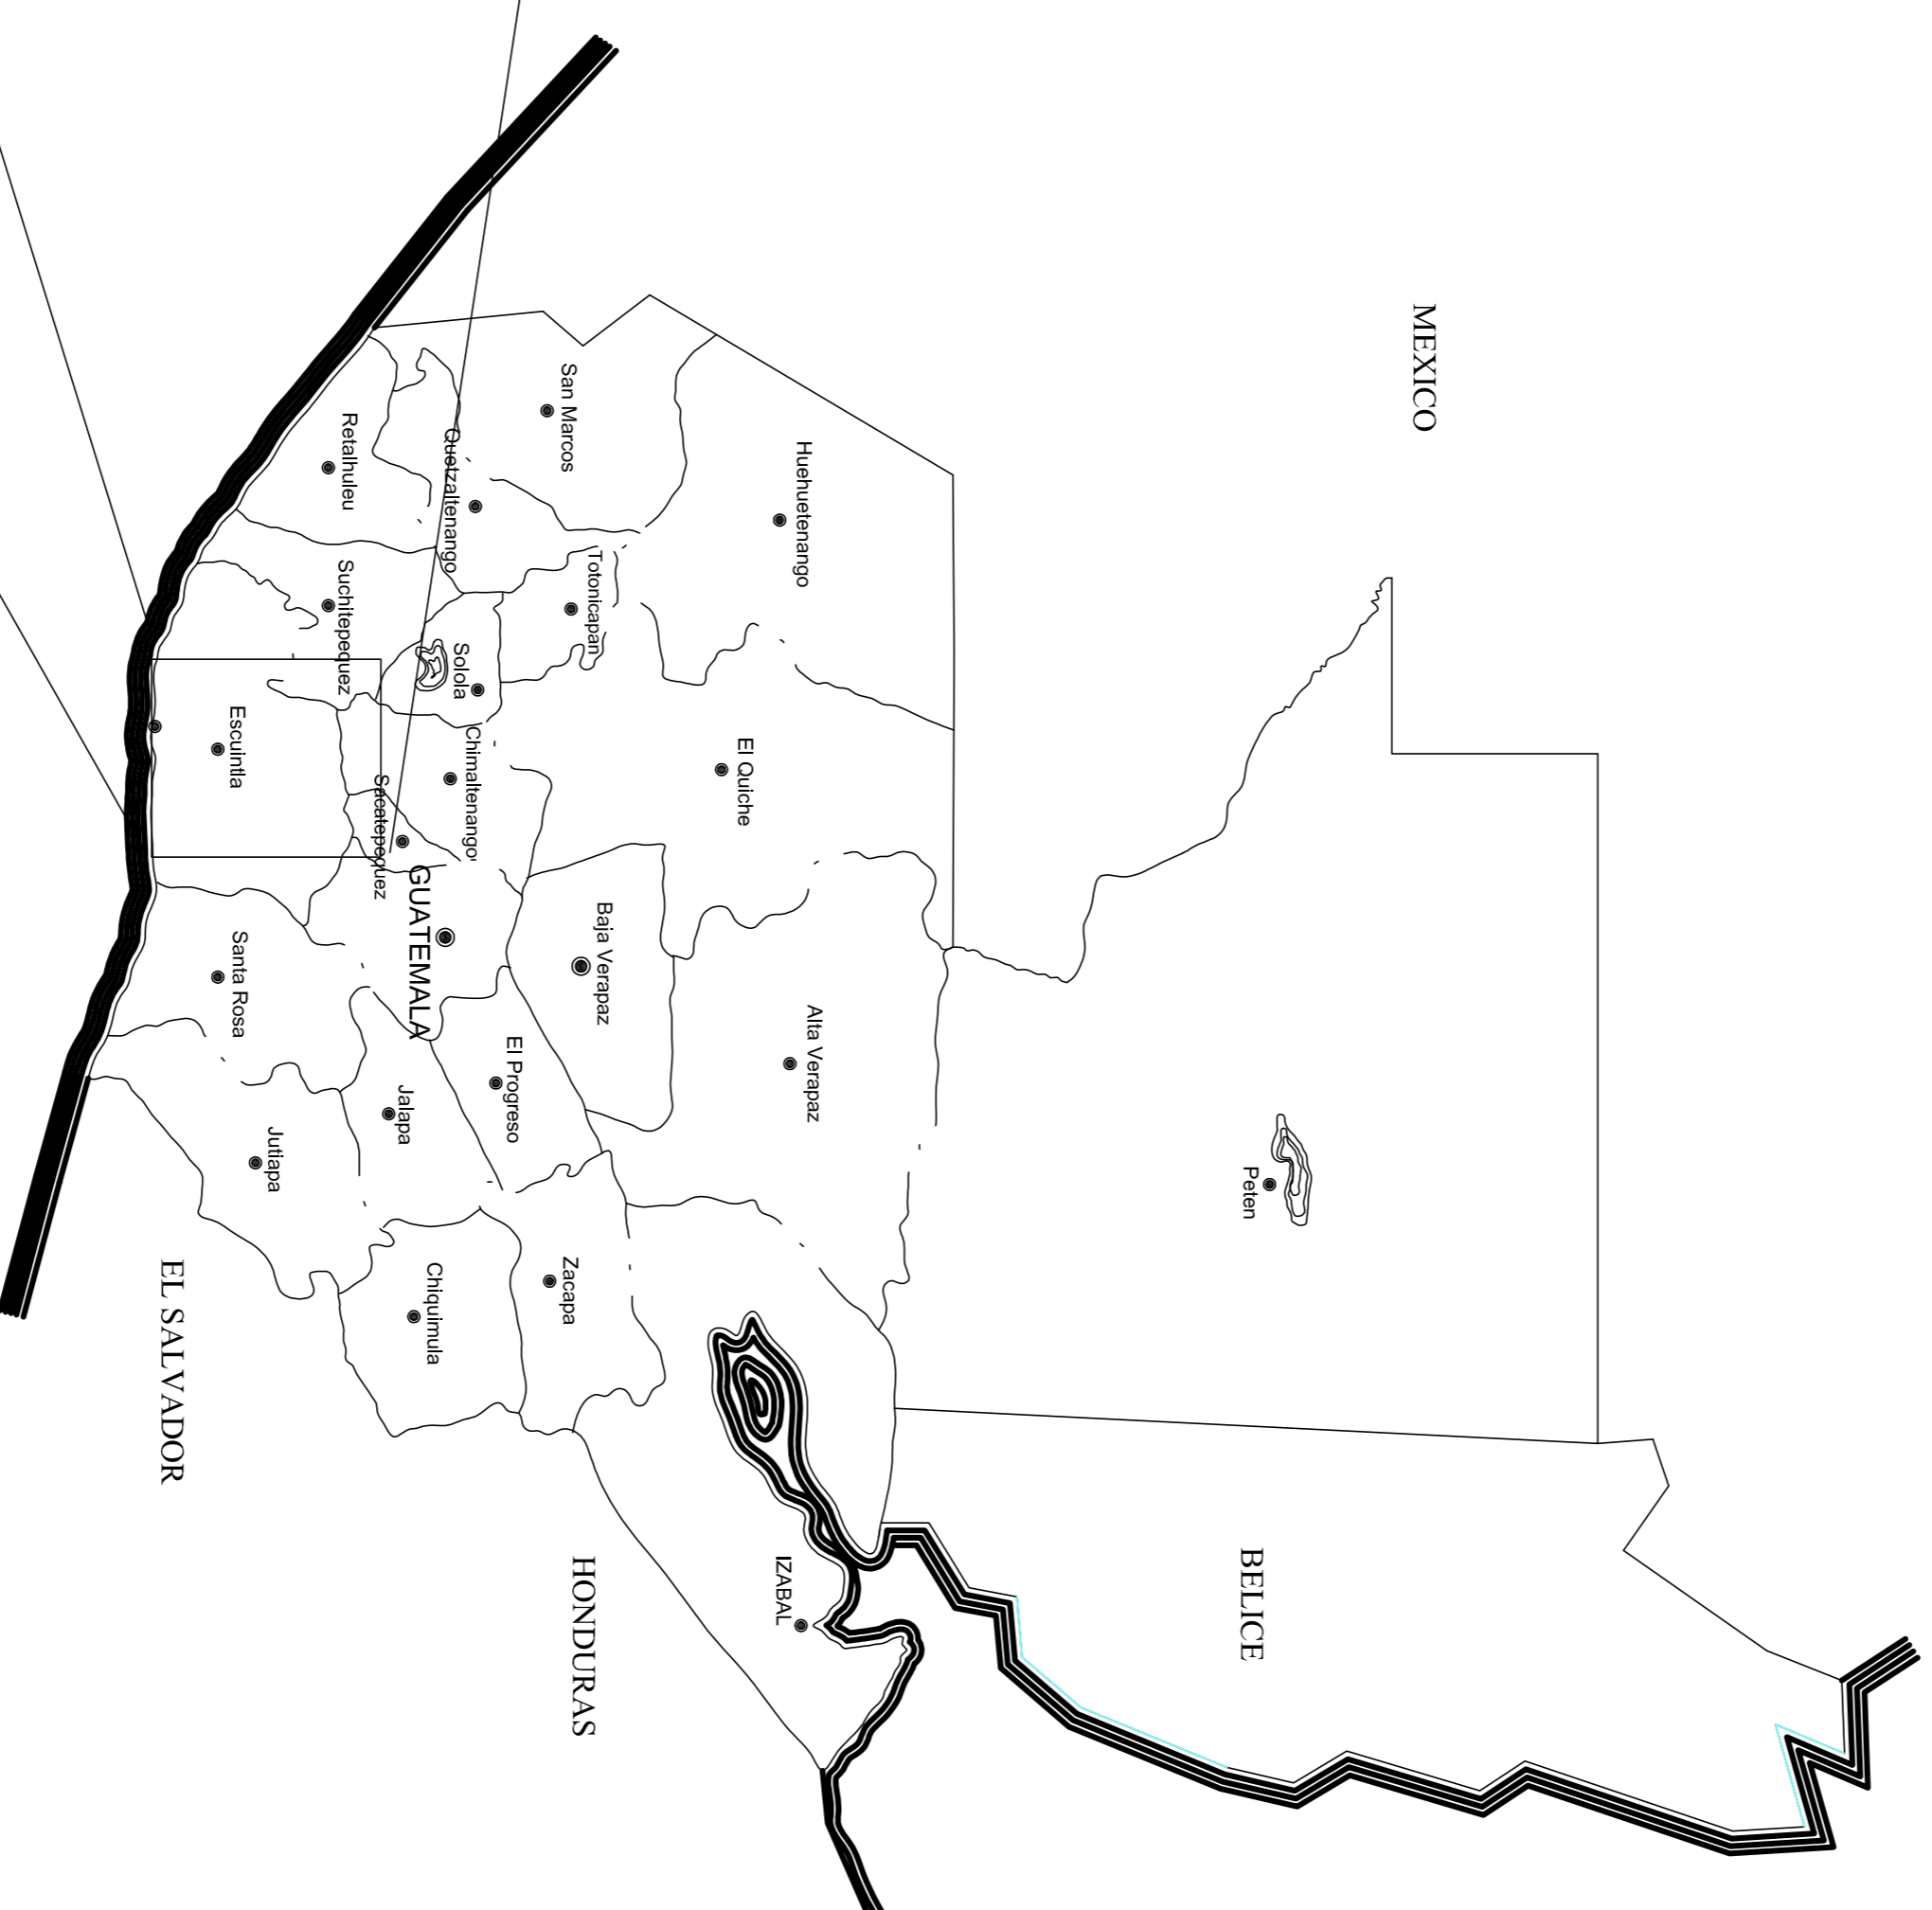 MEXICO
Peten
BELICE
Huehuetenango
El Quiche
Alta Verapaz
IZABAL
San Marcos
Totonicapan
Baja Verapaz
Zacapa
HONDURAS
Quetzaltenango
Solola
Chimaltenango
El Progreso
GUATEMALA
Sacatepequez
Jalapa
Chiquimula
Retalhuleu
Suchitepequez
Escuintla
Santa Rosa
Jutiapa
EL SALVADOR